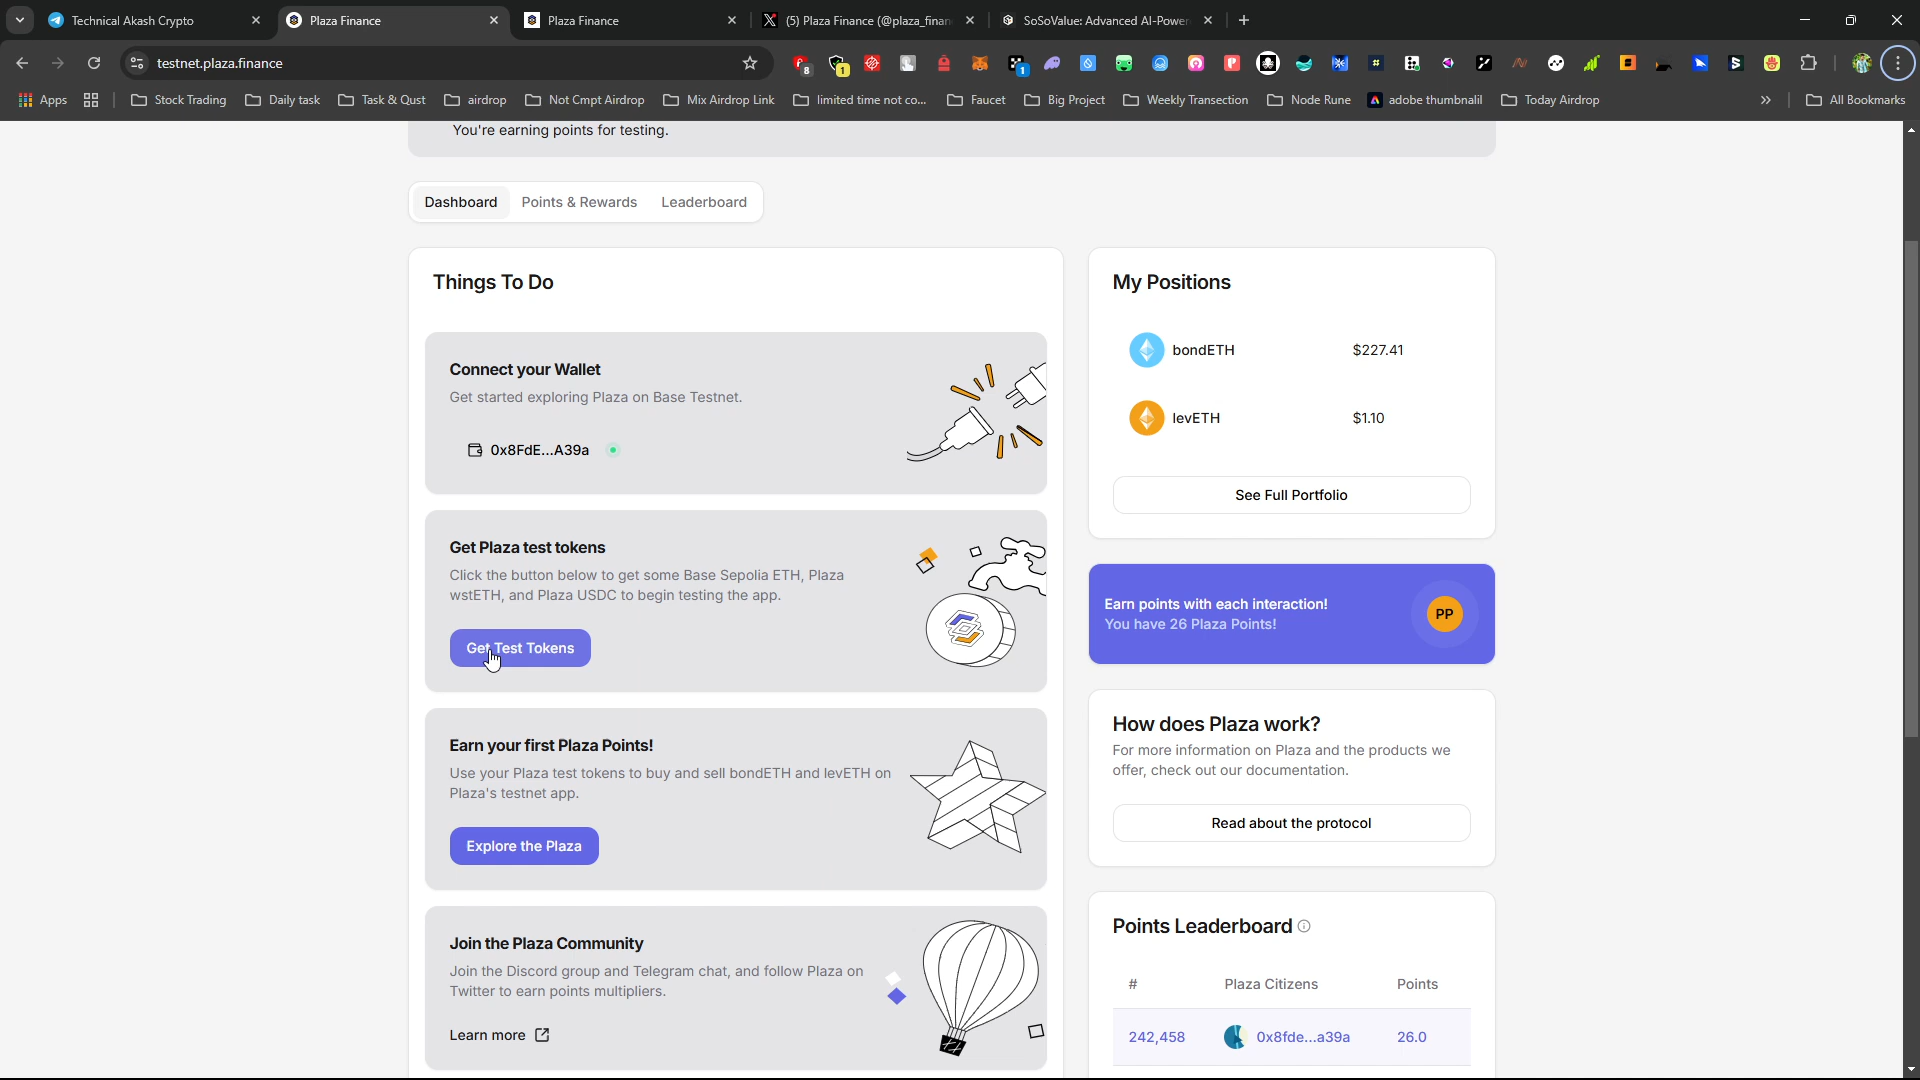 Technical Akash Crypto
Plaza Finance
Plaza Finance
(5) Plaza Finance (@plaza_finan
SoSoValue: Advanced AI-Power
testnet.plaza.finance
8
1
1
Apps
Stock Trading
Daily task
Task & Qust
airdrop
Not Cmpt Airdrop
Mix Airdrop Link
limited time not co...
Faucet
Big Project
Weekly Transection
Node Rune
adobe thumbnalil
Today Airdrop
All Bookmarks
You're earning points for testing.
Dashboard
Points & Rewards
Leaderboard
Things To Do
Connect your Wallet
Get started exploring Plaza on Base Testnet.
0x8FdE...A39a
Get Plaza test tokens
Click the button below to get some Base Sepolia ETH, Plaza
wstETH, and Plaza USDC to begin testing the app.
Get Test Tokens
Earn your first Plaza Points!
Use your Plaza test tokens to buy and sell bondETH and levETH on
Plaza's testnet app.
Explore the Plaza
Join the Plaza Community
Join the Discord group and Telegram chat, and follow Plaza on
Twitter to earn points multipliers.
Learn more
My Positions
bondETH $227.41
levETH $1.10
See Full Portfolio
Earn points with each interaction!
You have 26 Plaza Points!
PP
How does Plaza work?
For more information on Plaza and the products we
offer, check out our documentation.
Read about the protocol
Points Leaderboard
# Plaza Citizens Points
242,458 0x8fde...a39a 26.0